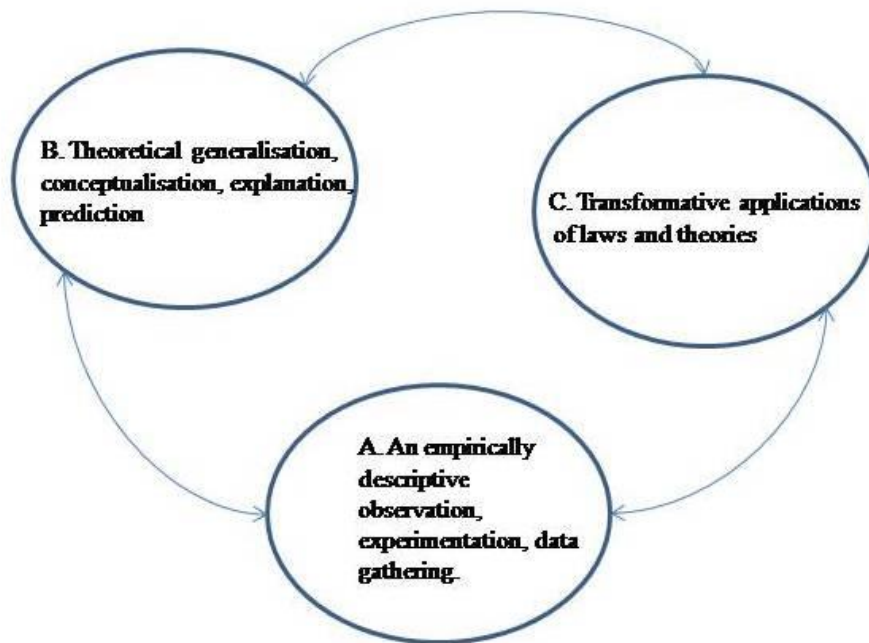 B. Theoretical generalisation,
conceptualisation, explanation,
prediction
C. Transformative applications
of laws and theories
A. An empirically
descriptive
observation,
experimentation, data
gathering.